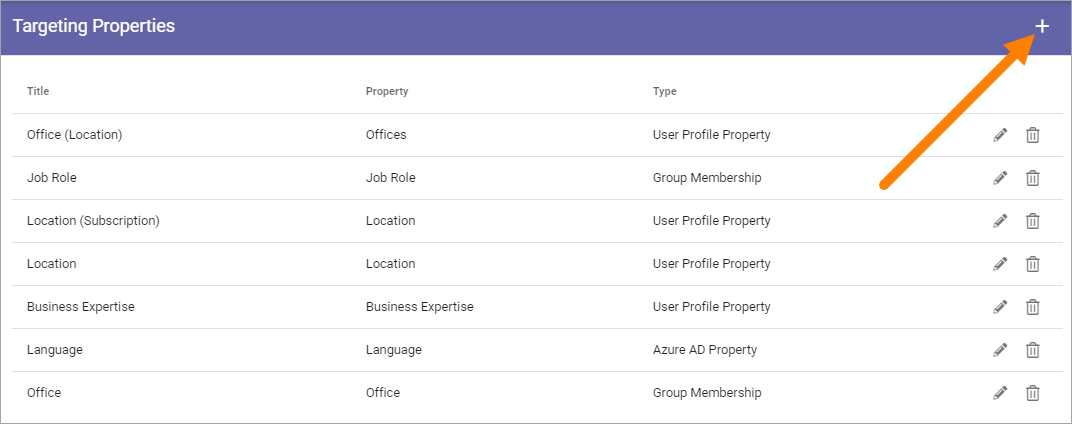 Targeting Properties
Title Property Type
Office (Location) Offices User Profile Property
Job Role Job Role Group Membership
Location (Subscription) Location User Profile Property
Location Location User Profile Property
Business Expertise Business Expertise User Profile Property
Language Language Azure AD Property
Office Office Group Membership